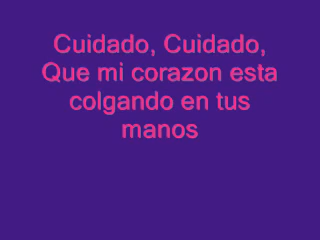 Cuidado, Cuidado,
Que mi corazon esta
colgando en tus
manos